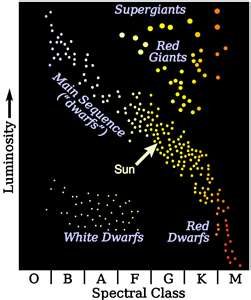 Supergiants
Red
Giants
Main Sequence
("dwarfs")
Luminosity
Sun
White Dwarfs
Red
Dwarfs
O B A F G K M
Spectral Class